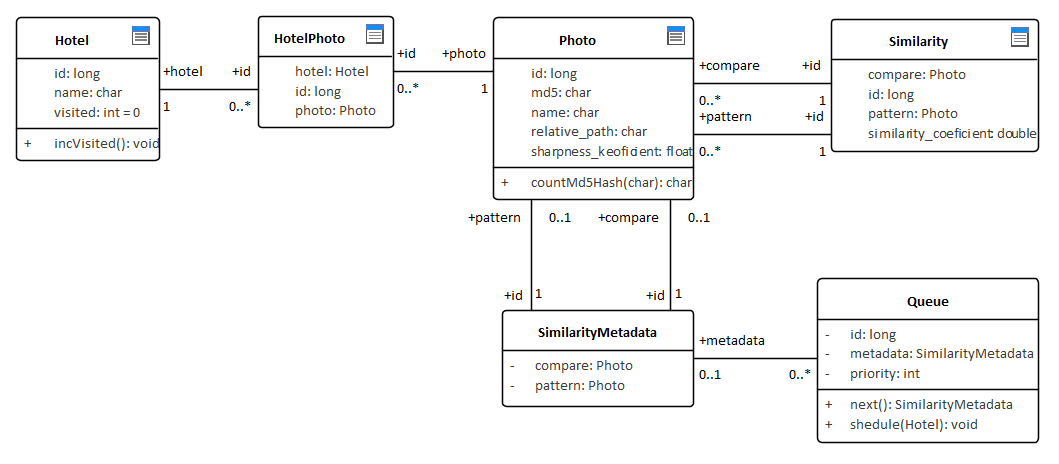 Hotel
id: long
name: char
visited: int = 0
+ incVisited(): void
+hotel
+id
1
0..*
HotelPhoto
hotel: Hotel
id: long
photo: Photo
+id
+photo
0..*
1
Photo
id: long
md5: char
name: char
relative_path: char
sharpness_keoficient: float
+ countMd5Hash(char): char
+compare
+id
0..*
1
+pattern
+id
0..*
1
Similarity
compare: Photo
id: long
pattern: Photo
similarity_coeficient: double
+pattern
0..1
+compare
0..1
+id
1
+id
1
SimilarityMetadata
- compare: Photo
- pattern: Photo
+metadata
0..1
0..*
Queue
- id: long
- metadata: SimilarityMetadata
- priority: int
+ next(): SimilarityMetadata
+ shedule(Hotel): void